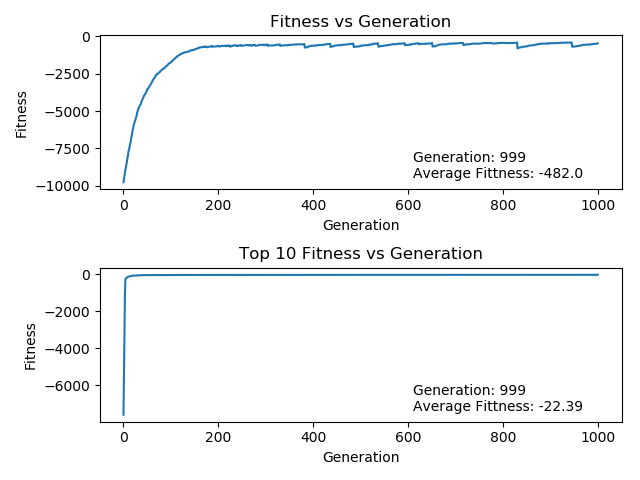 Fitness vs Generation
0
−2500
−5000
−7500
−10000
Fitness
Generation: 999
Average Fittness: -482.0
0 200 400 600 800 1000
Generation
Top 10 Fitness vs Generation
0
−2000
−4000
−6000
Fitness
Generation: 999
Average Fittness: -22.39
0 200 400 600 800 1000
Generation